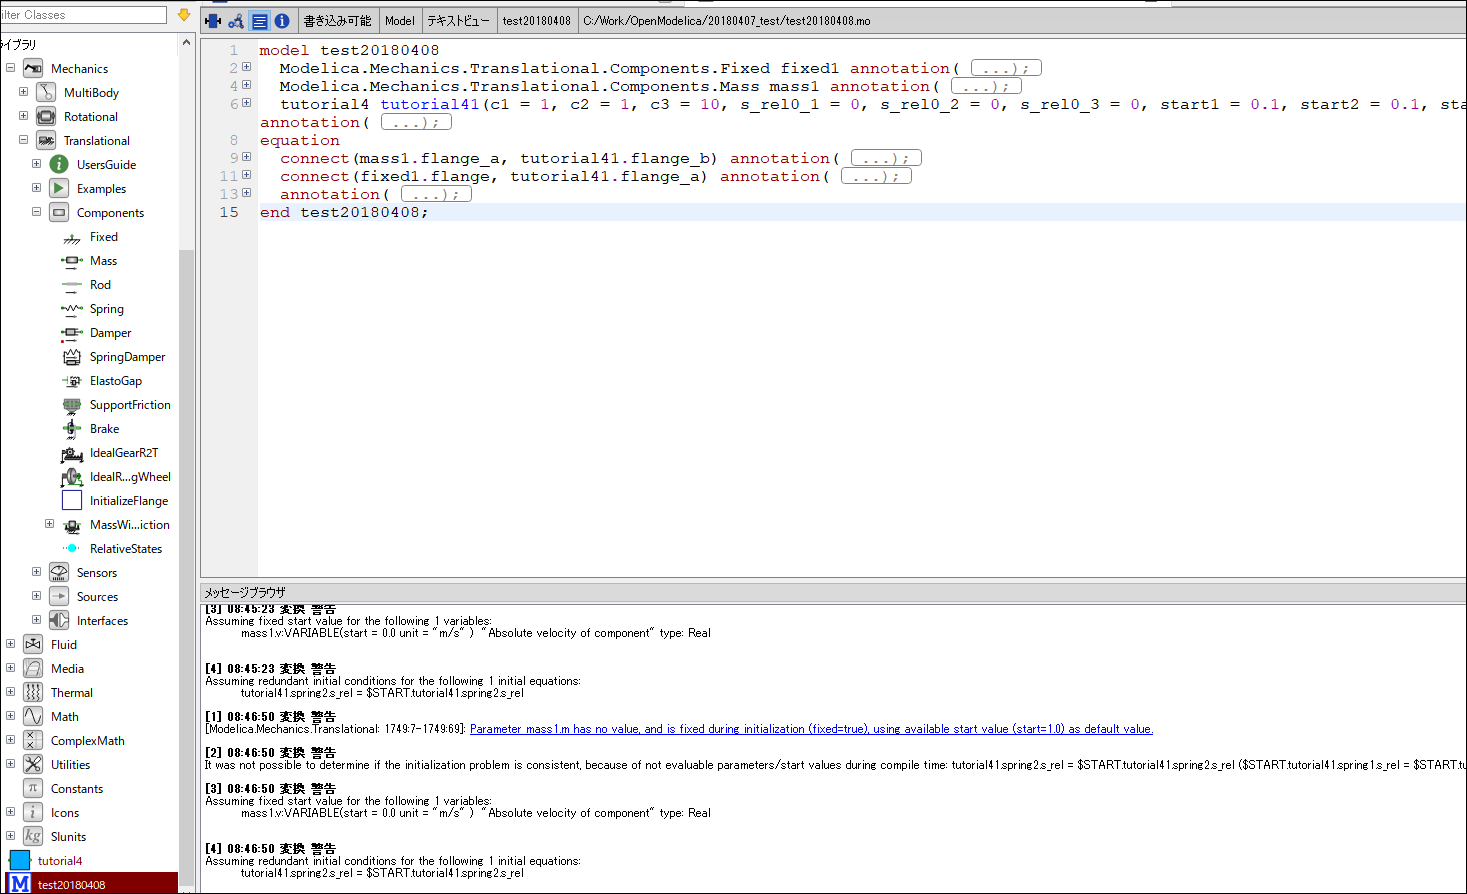 ilter Classes
イブラリ
Mechanics
MultiBody
Rotational
Translational
UsersGuide
Examples
Components
Fixed
Mass
Rod
Spring
Damper
SpringDamper
ElastoGap
SupportFriction
Brake
IdealGearR2T
IdealR...gWheel
InitializeFlange
MassWi...iction
RelativeStates
Sensors
Sources
Interfaces
Fluid
Media
Thermal
Math
ComplexMath
Utilities
Constants
Icons
SIunits
tutorial4
test20180408
書き込み可能 Model テキストビュー test20180408 C:/Work/OpenModelica/20180407_test/test20180408.mo
1 model test20180408
2 Modelica.Mechanics.Translational.Components.Fixed fixed1 annotation( ...);
4 Modelica.Mechanics.Translational.Components.Mass mass1 annotation( ...);
6 tutorial4 tutorial41(c1 = 1, c2 = 1, c3 = 10, s_rel0_1 = 0, s_rel0_2 = 0, s_rel0_3 = 0, start1 = 0.1, start2 = 0.1, sta
annotation( ...);
8 equation
9 connect(mass1.flange_a, tutorial41.flange_b) annotation( ...);
11 connect(fixed1.flange, tutorial41.flange_a) annotation( ...);
13 annotation( ...);
15 end test20180408;
メッセージブラウザ
[3] 08:45:23 変換 警告
Assuming fixed start value for the following 1 variables:
mass1.v:VARIABLE(start = 0.0 unit = "m/s" ) "Absolute velocity of component" type: Real
[4] 08:45:23 変換 警告
Assuming redundant initial conditions for the following 1 initial equations:
tutorial41.spring2.s_rel = $START.tutorial41.spring2.s_rel
[1] 08:46:50 変換 警告
[Modelica.Mechanics.Translational: 1749:7-1749:69]: Parameter mass1.m has no value, and is fixed during initialization (fixed=true), using available start value (start=1.0) as default value.
[2] 08:46:50 変換 警告
It was not possible to determine if the initialization problem is consistent, because of not evaluable parameters/start values during compile time: tutorial41.spring2.s_rel = $START.tutorial41.spring2.s_rel ($START.tutorial41.spring1.s_rel = $START.tu
[3] 08:46:50 変換 警告
Assuming fixed start value for the following 1 variables:
mass1.v:VARIABLE(start = 0.0 unit = "m/s" ) "Absolute velocity of component" type: Real
[4] 08:46:50 変換 警告
Assuming redundant initial conditions for the following 1 initial equations:
tutorial41.spring2.s_rel = $START.tutorial41.spring2.s_rel